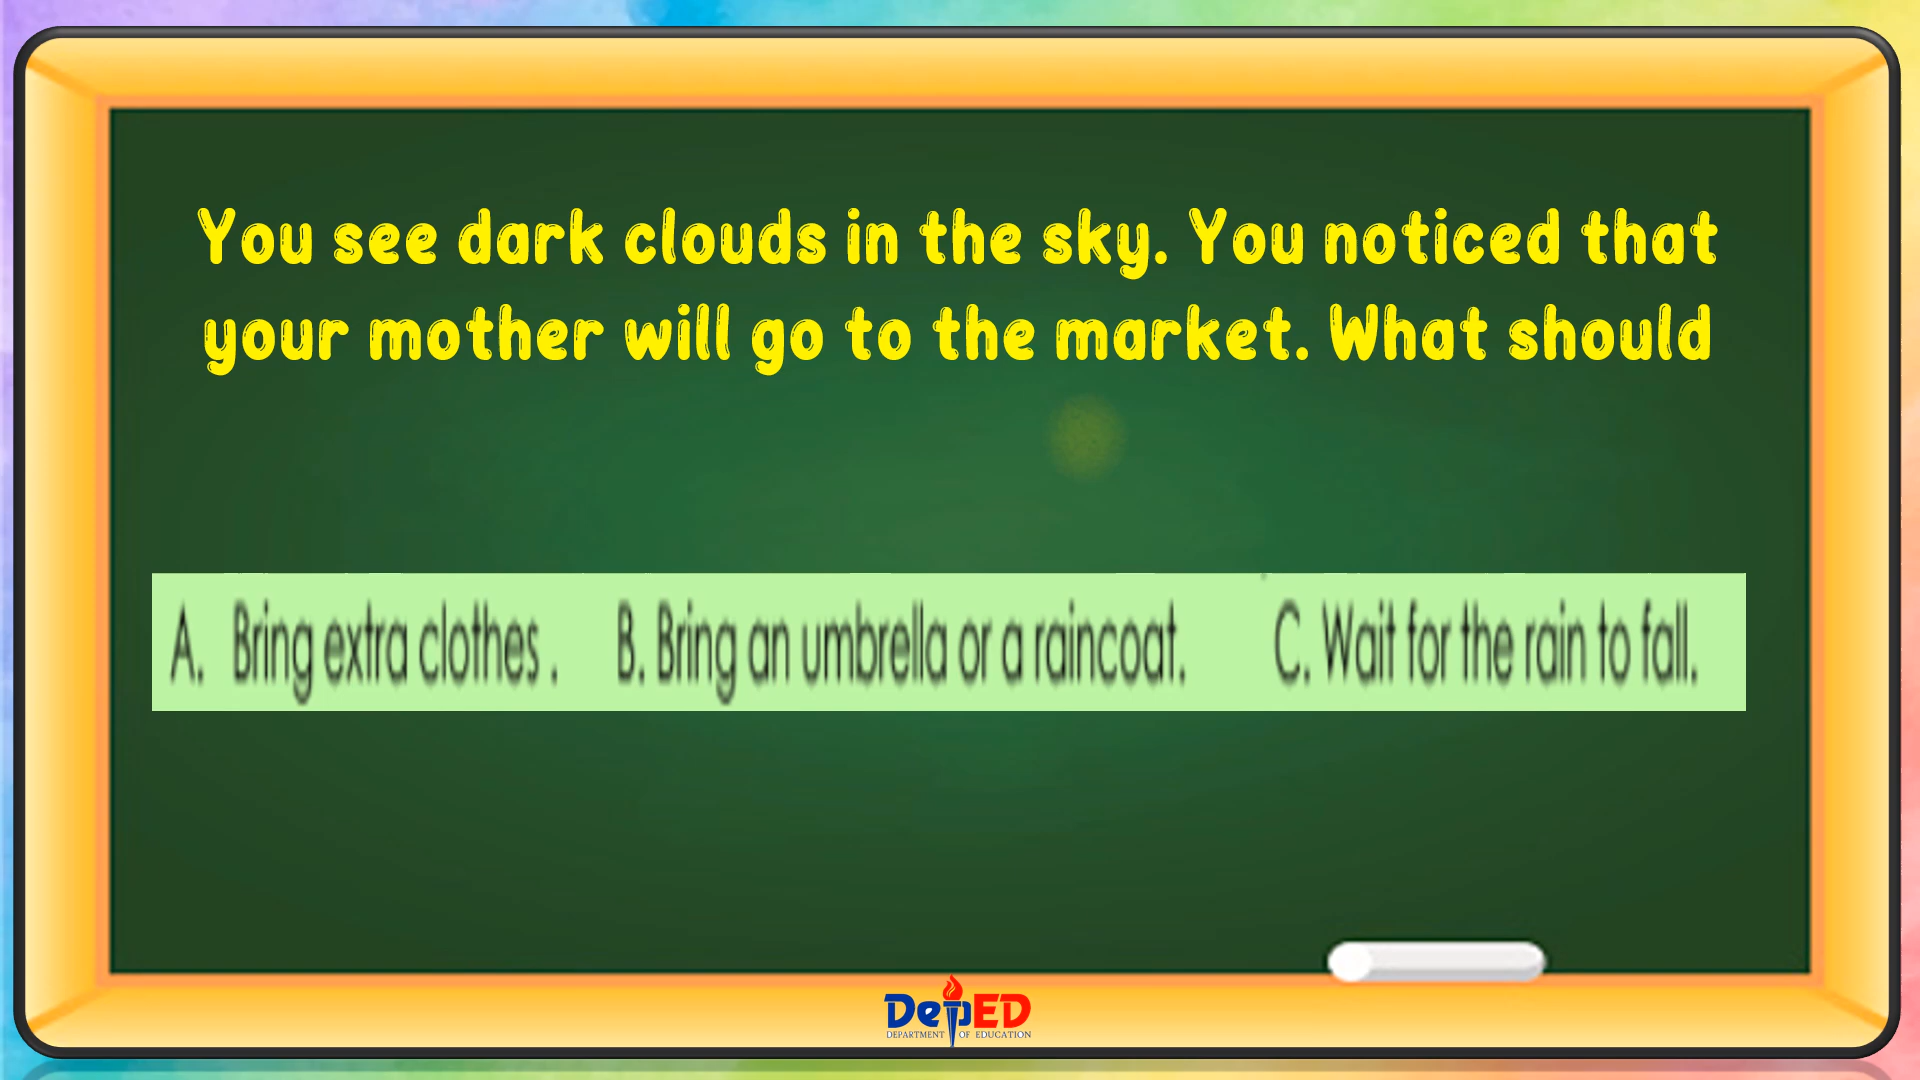 You see dark clouds in the sky. You noticed that
your mother will go to the market. What should
A. Bring extra clothes . B. Bring an umbrella or a raincoat. C. Wait for the rain to fall.
DepED
DEPARTMENT OF EDUCATION